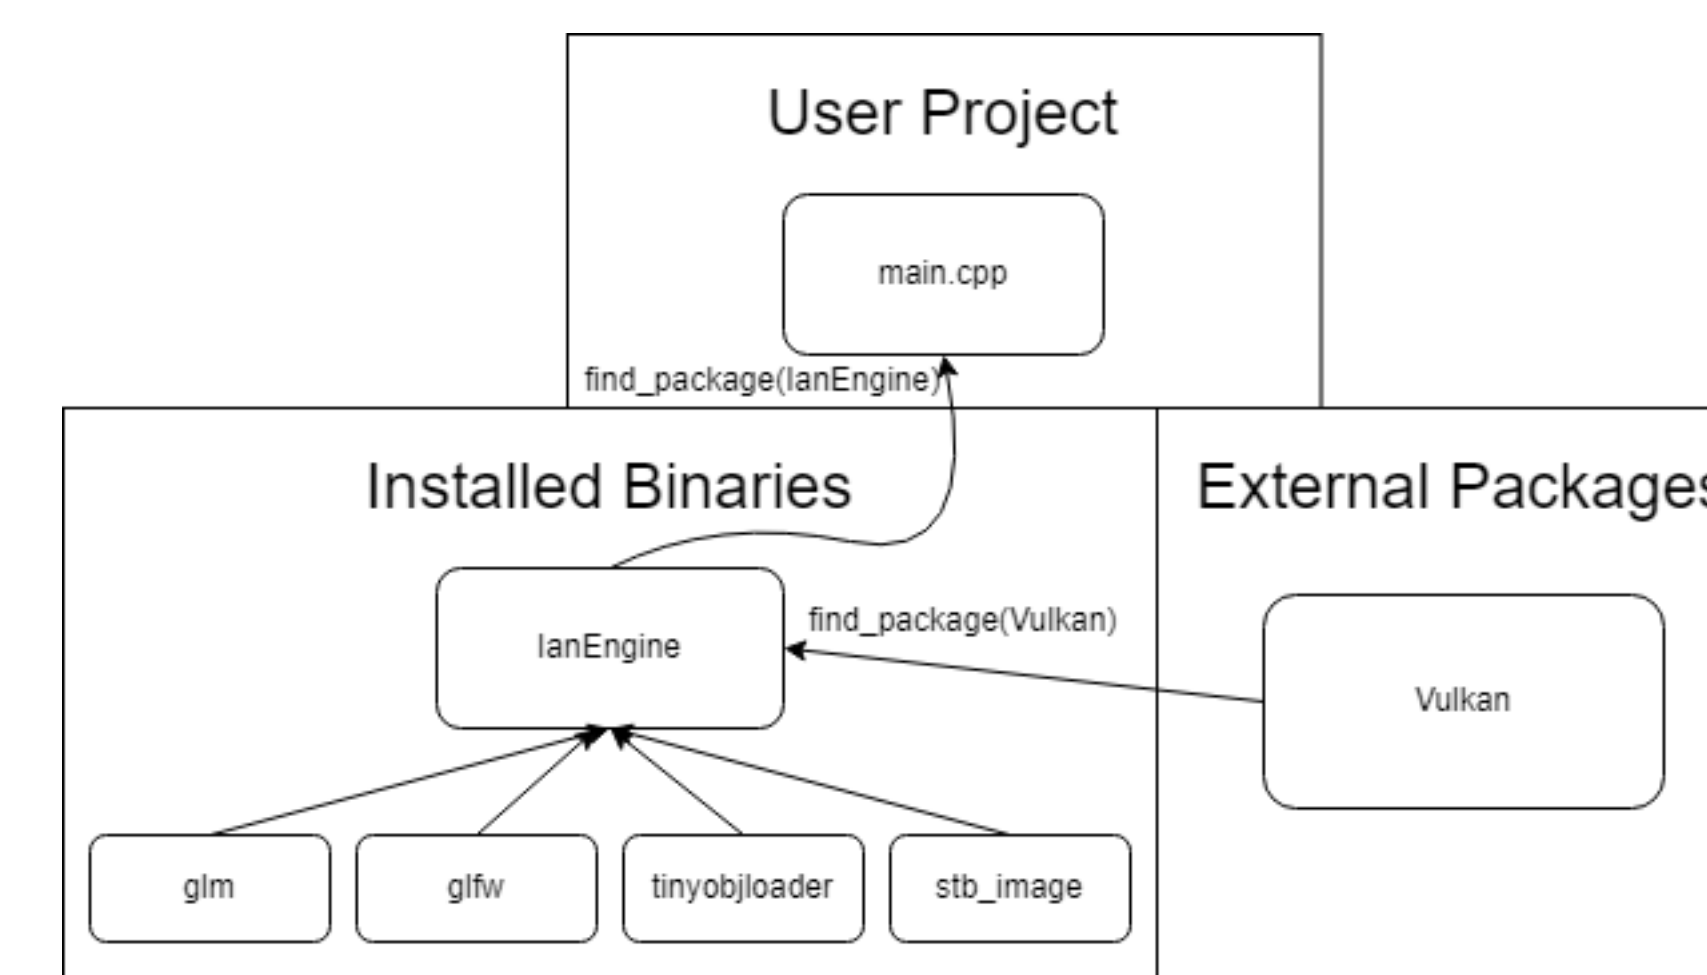 User Project
main.cpp
find_package(IanEngine)
Installed Binaries
External Packages
IanEngine
find_package(Vulkan)
Vulkan
glm
glfw
tinyobjloader
stb_image